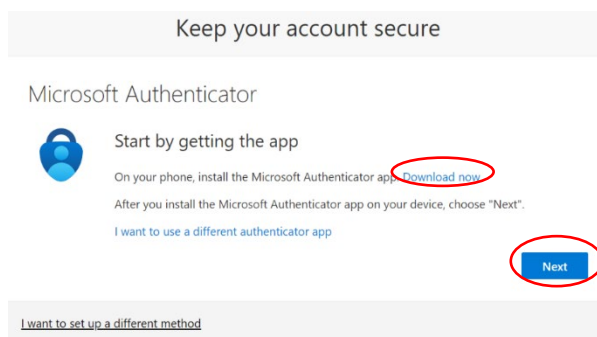 Keep your account secure
Microsoft Authenticator
Start by getting the app
On your phone, install the Microsoft Authenticator app. Download now
After you install the Microsoft Authenticator app on your device, choose "Next".
I want to use a different authenticator app
Next
I want to set up a different method